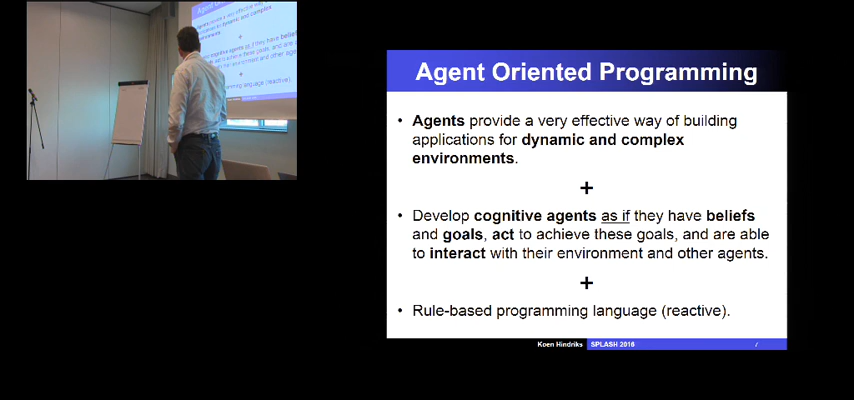 Agent Oriented Programming
• Agents provide a very effective way of building
applications for dynamic and complex
environments.
+
• Develop cognitive agents as if they have beliefs
and goals, act to achieve these goals, and are able
to interact with their environment and other agents.
+
• Rule-based programming language (reactive).
Koen Hindriks SPLASH 2016 /